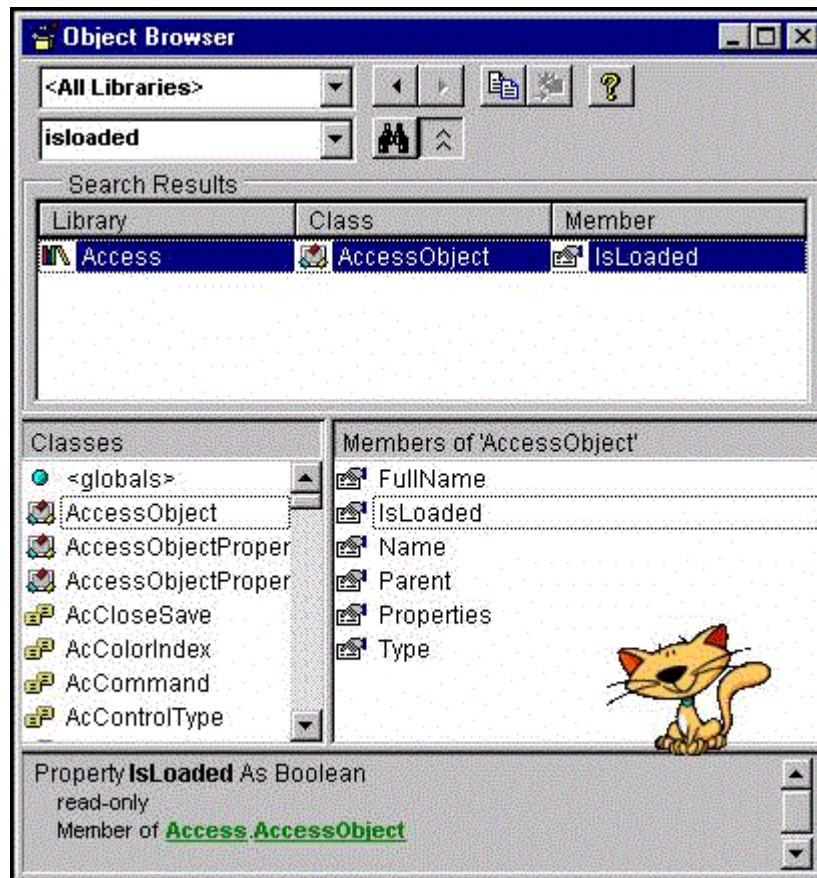 Object Browser
<All Libraries>
isloaded
Search Results
Library Class Member
Access AccessObject IsLoaded
Classes
<globals>
AccessObject
AccessObjectProper
AccessObjectProper
AcCloseSave
AcColorIndex
AcCommand
AcControlType
Members of 'AccessObject'
FullName
IsLoaded
Name
Parent
Properties
Type
Property IsLoaded As Boolean
read-only
Member of Access.AccessObject